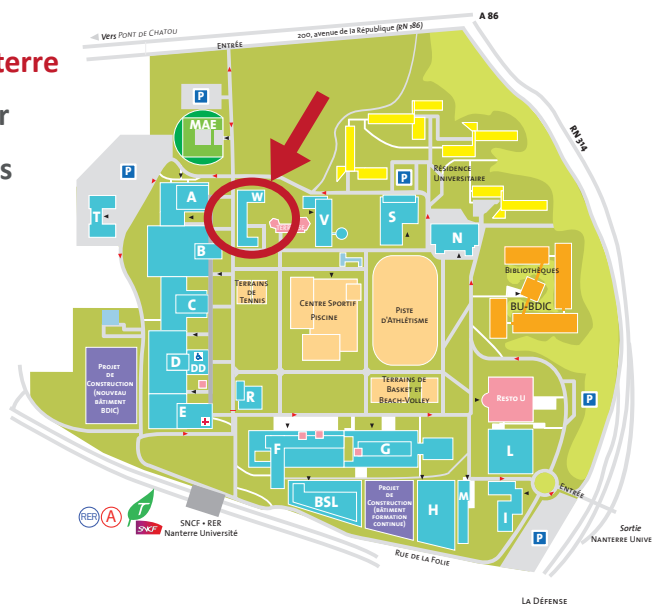 A 86
Vers PONT DE CHATOU
200, avenue de la République (RN 186)
ENTRÉE
terre
r
s
P
MAE
RN 314
P
RÉSIDENCE
UNIVERSITAIRE
P
A
W
T
V
S
N
B
BIBLIOTHÈQUES
TERRAINS
DE
TENNIS
CENTRE SPORTIF
PISCINE
PISTE
D'ATHLÉTISME
BU-BDIC
C
PROJET
DE
CONSTRUCTION
(NOUVEAU
BÂTIMENT
BDIC)
D
DD
TERRAINS DE
BASKET ET
BEACH-VOLLEY
R
RESTO U
P
E
F
G
L
BSL
PROJET
DE
CONSTRUCTION
(BÂTIMENT
FORMATION
CONTINUE)
H
M
I
ENTRÉE
RER A
T
SNCF
SNCF • RER
Nanterre Université
P
Sortie
NANTERRE UNIVE
RUE DE LA FOLIE
LA DÉFENSE